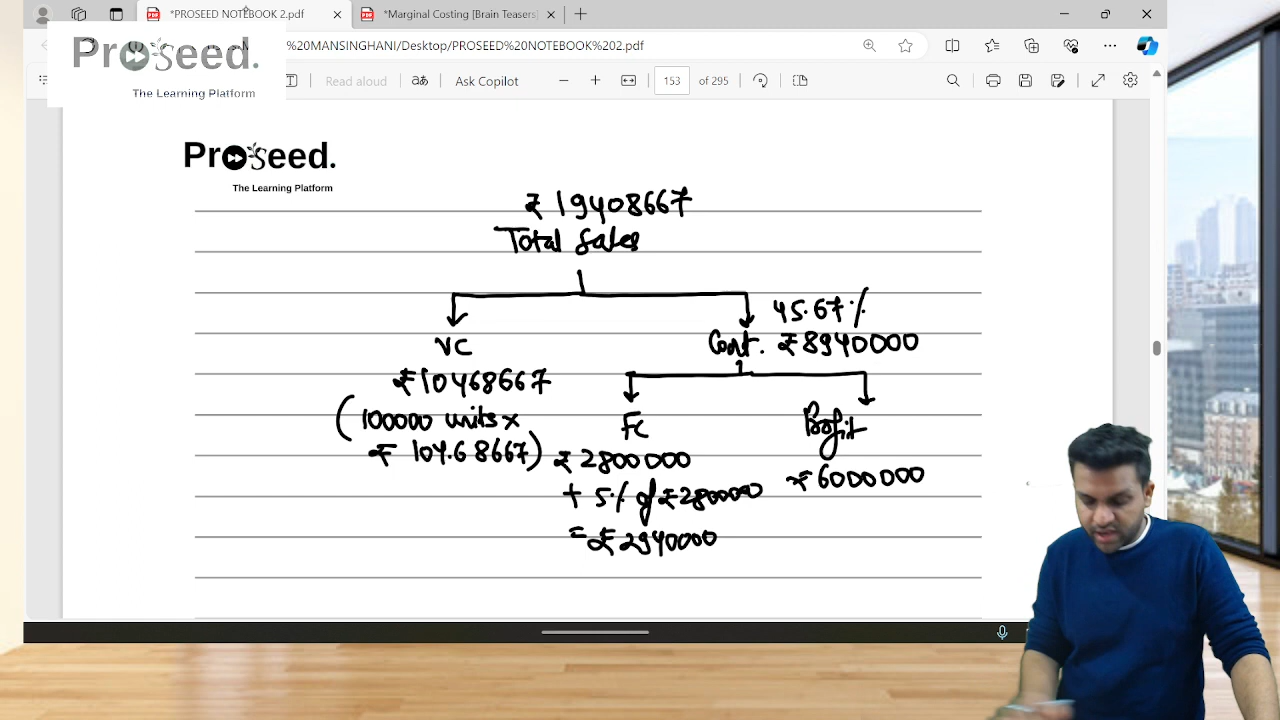 *PROSEED NOTEBOOK 2.pdf
*Marginal Costing [Brain Teasers]
%20MANSINGHANI/Desktop/PROSEED%20NOTEBOOK%202.pdf
Proseed.
The Learning Platform
Read aloud
Ask Copilot
153 of 295
Proseed.
The Learning Platform
₹ 19408667
Total Sales
45.67%
VC
Cont. ₹ 8940000
₹ 10468667
(100000 units x
₹ 104.68667)
FC
Profit
₹ 2800000
₹ 6000000
+ 5% of ₹ 2800000
= ₹ 2940000